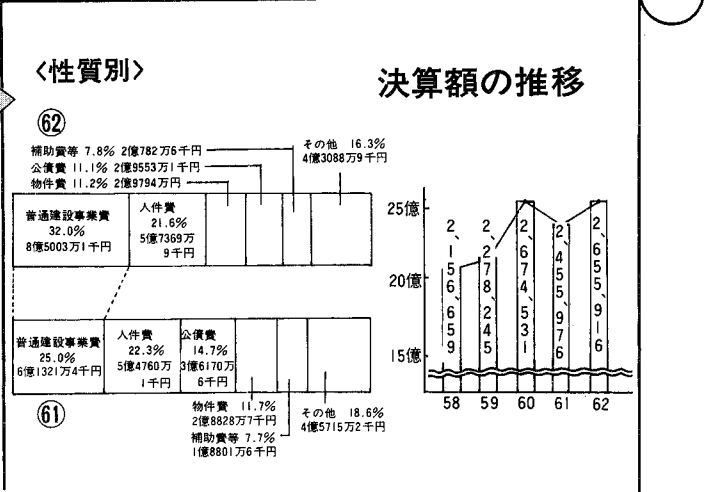 〈性質別〉
決算額の推移
62
補助費等 7.8% 2億782万6千円
公債費 11.1% 2億9553万1千円
物件費 11.2% 2億9794万円
その他 16.3%
4億3088万9千円
普通建設事業費
32.0%
8億5003万1千円
人件費
21.6%
5億7369万
9千円
普通建設事業費
25.0%
6億1321万4千円
人件費
22.3%
5億4760万
1千円
公債費
14.7%
3億6170万
6千円
61
物件費 11.7%
2億8828万7千円
補助費等 7.7%
1億8801万6千円
その他 18.6%
4億5715万2千円
25億
20億
15億
2、156、659
2、278、245
2、674、531
2、455、976
2、655、916
58 59 60 61 62